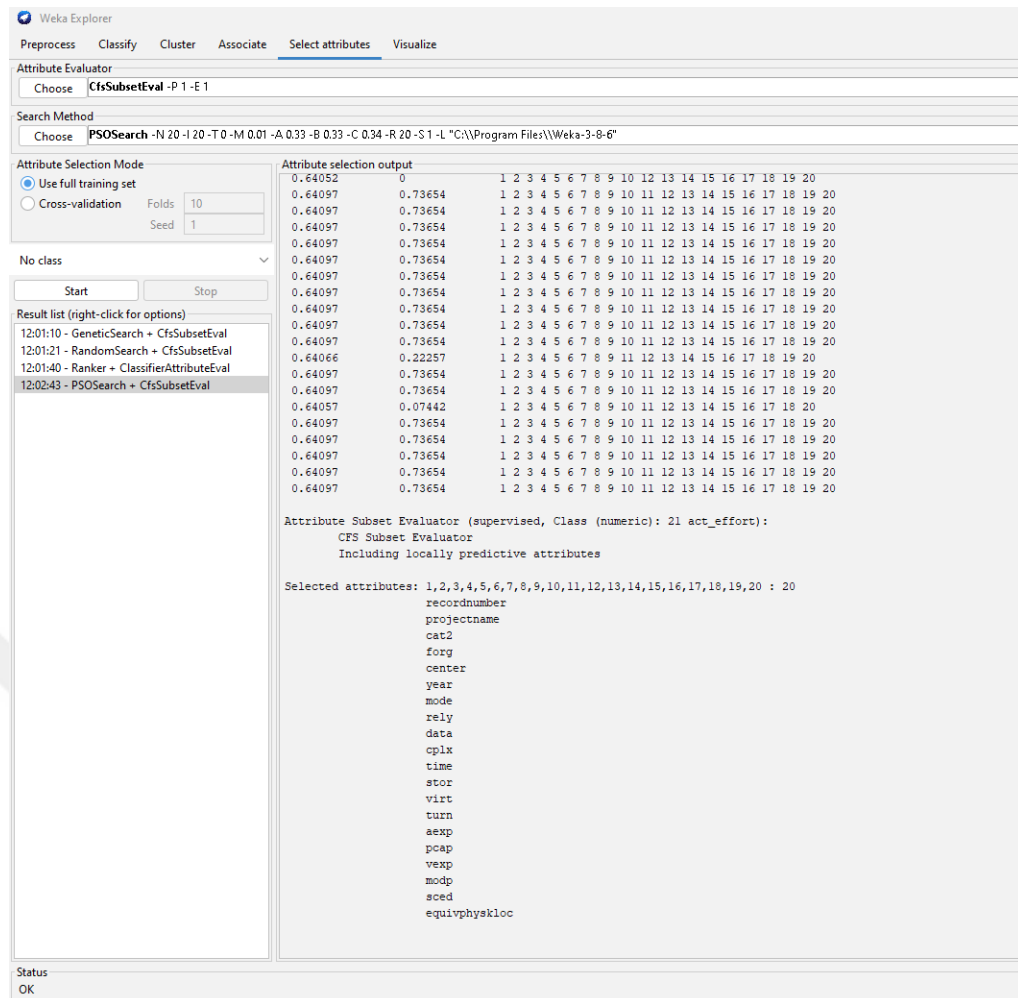 Weka Explorer
Preprocess Classify Cluster Associate Select attributes Visualize
Attribute Evaluator
Choose CfsSubsetEval -P 1 -E 1
Search Method
Choose PSOSearch -N 20 -I 20 -T 0 -M 0.01 -A 0.33 -B 0.33 -C 0.34 -R 20 -S 1 -L "C:\\Program Files\\Weka-3-8-6"
Attribute Selection Mode
Use full training set
Cross-validation Folds 10
Seed 1
No class
Start Stop
Result list (right-click for options)
12:01:10 - GeneticSearch + CfsSubsetEval
12:01:21 - RandomSearch + CfsSubsetEval
12:01:40 - Ranker + ClassifierAttributeEval
12:02:43 - PSOSearch + CfsSubsetEval
Attribute selection output
0.64052 0 1 2 3 4 5 6 7 8 9 10 12 13 14 15 16 17 18 19 20
0.64097 0.73654 1 2 3 4 5 6 7 8 9 10 11 12 13 14 15 16 17 18 19 20
0.64097 0.73654 1 2 3 4 5 6 7 8 9 10 11 12 13 14 15 16 17 18 19 20
0.64097 0.73654 1 2 3 4 5 6 7 8 9 10 11 12 13 14 15 16 17 18 19 20
0.64097 0.73654 1 2 3 4 5 6 7 8 9 10 11 12 13 14 15 16 17 18 19 20
0.64097 0.73654 1 2 3 4 5 6 7 8 9 10 11 12 13 14 15 16 17 18 19 20
0.64097 0.73654 1 2 3 4 5 6 7 8 9 10 11 12 13 14 15 16 17 18 19 20
0.64097 0.73654 1 2 3 4 5 6 7 8 9 10 11 12 13 14 15 16 17 18 19 20
0.64097 0.73654 1 2 3 4 5 6 7 8 9 10 11 12 13 14 15 16 17 18 19 20
0.64097 0.73654 1 2 3 4 5 6 7 8 9 10 11 12 13 14 15 16 17 18 19 20
0.64097 0.73654 1 2 3 4 5 6 7 8 9 10 11 12 13 14 15 16 17 18 19 20
0.64066 0.22257 1 2 3 4 5 6 7 8 9 11 12 13 14 15 16 17 18 19 20
0.64097 0.73654 1 2 3 4 5 6 7 8 9 10 11 12 13 14 15 16 17 18 19 20
0.64097 0.73654 1 2 3 4 5 6 7 8 9 10 11 12 13 14 15 16 17 18 19 20
0.64057 0.07442 1 2 3 4 5 6 7 8 9 10 11 12 13 14 15 16 17 18 20
0.64097 0.73654 1 2 3 4 5 6 7 8 9 10 11 12 13 14 15 16 17 18 19 20
0.64097 0.73654 1 2 3 4 5 6 7 8 9 10 11 12 13 14 15 16 17 18 19 20
0.64097 0.73654 1 2 3 4 5 6 7 8 9 10 11 12 13 14 15 16 17 18 19 20
0.64097 0.73654 1 2 3 4 5 6 7 8 9 10 11 12 13 14 15 16 17 18 19 20
0.64097 0.73654 1 2 3 4 5 6 7 8 9 10 11 12 13 14 15 16 17 18 19 20
Attribute Subset Evaluator (supervised, Class (numeric): 21 act_effort):
CFS Subset Evaluator
Including locally predictive attributes
Selected attributes: 1,2,3,4,5,6,7,8,9,10,11,12,13,14,15,16,17,18,19,20 : 20
recordnumber
projectname
cat2
forg
center
year
mode
rely
data
cplx
time
stor
virt
turn
aexp
pcap
vexp
modp
sced
equivphyskloc
Status
OK